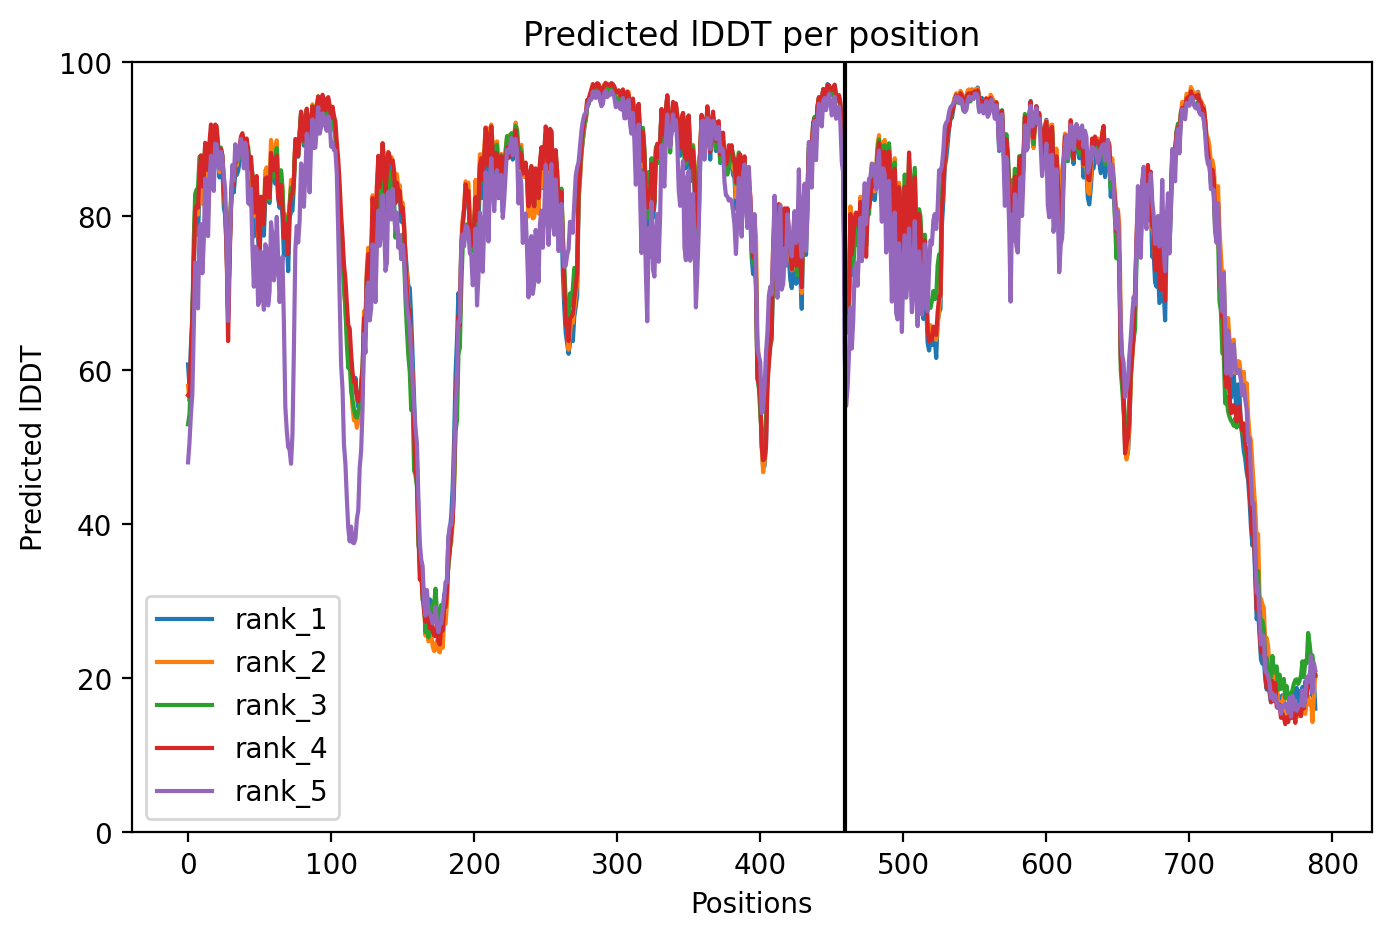 Predicted lDDT per position
Predicted lDDT
100
80
60
40
20
0
rank_1
rank_2
rank_3
rank_4
rank_5
0 100 200 300 400 500 600 700 800
Positions